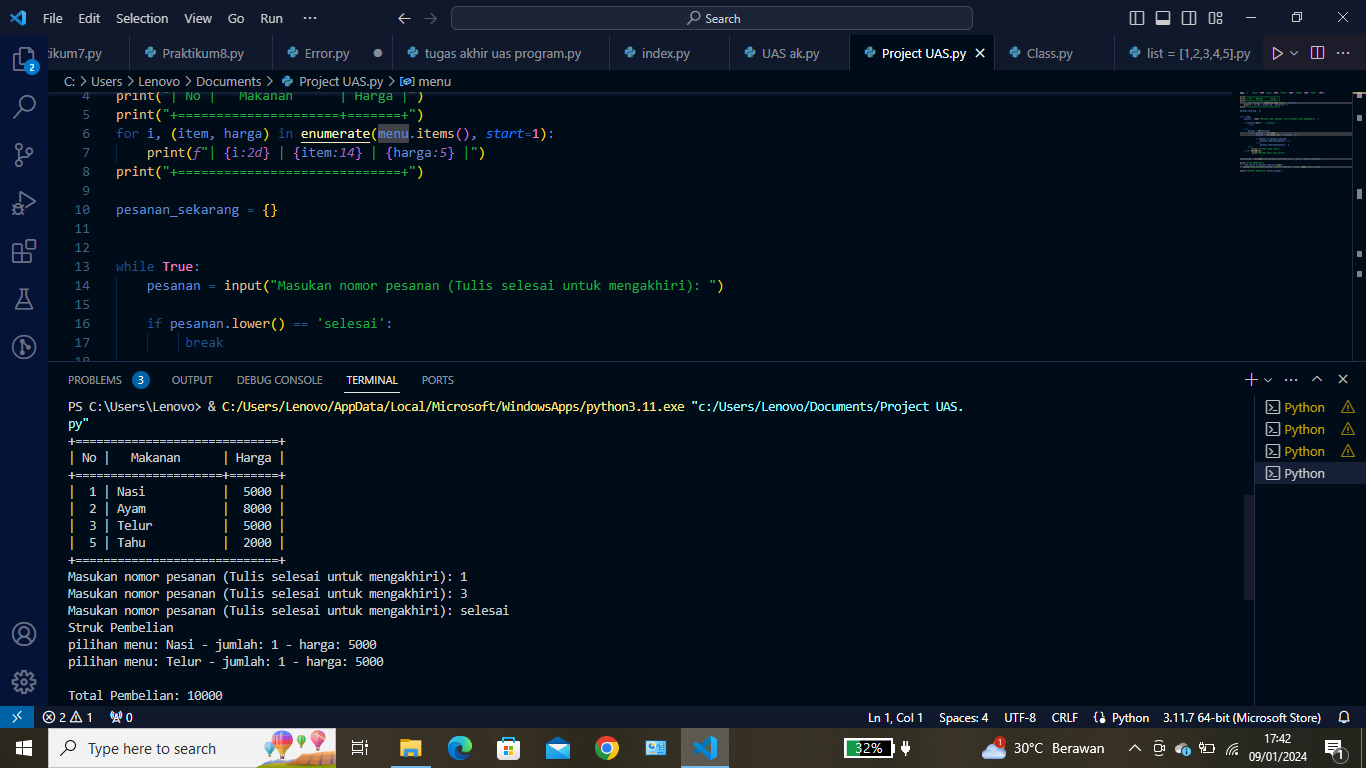 File Edit Selection View Go Run ··· Search
tikum7.py Praktikum8.py Error.py tugas akhir uas program.py index.py UAS ak.py Project UAS.py Class.py list = [1,2,3,4,5].py
C: > Users > Lenovo > Documents > Project UAS.py > menu
4 print("| No |   Makanan      | Harga |")
5 print("+=====================+=======+")
6 for i, (item, harga) in enumerate(menu.items(), start=1):
7     print(f"| {i:2d} | {item:14} | {harga:5} |")
8 print("+=============================+")
9
10 pesanan_sekarang = {}
11
12
13 while True:
14     pesanan = input("Masukan nomor pesanan (Tulis selesai untuk mengakhiri): ")
15
16     if pesanan.lower() == 'selesai':
17         break
18
2
PROBLEMS 3 OUTPUT DEBUG CONSOLE TERMINAL PORTS
PS C:\Users\Lenovo> & C:/Users/Lenovo/AppData/Local/Microsoft/WindowsApps/python3.11.exe "c:/Users/Lenovo/Documents/Project UAS.
py"
+=============================+
| No |   Makanan      | Harga |
+=====================+=======+
|  1 | Nasi           |  5000 |
|  2 | Ayam           |  8000 |
|  3 | Telur          |  5000 |
|  5 | Tahu           |  2000 |
+=============================+
Masukan nomor pesanan (Tulis selesai untuk mengakhiri): 1
Masukan nomor pesanan (Tulis selesai untuk mengakhiri): 3
Masukan nomor pesanan (Tulis selesai untuk mengakhiri): selesai
Struk Pembelian
pilihan menu: Nasi - jumlah: 1 - harga: 5000
pilihan menu: Telur - jumlah: 1 - harga: 5000
Total Pembelian: 10000
Python
Python
Python
Python
2 1 0 Ln 1, Col 1 Spaces: 4 UTF-8 CRLF Python 3.11.7 64-bit (Microsoft Store)
Type here to search 32% 1 30°C Berawan 17:42
09/01/2024 1